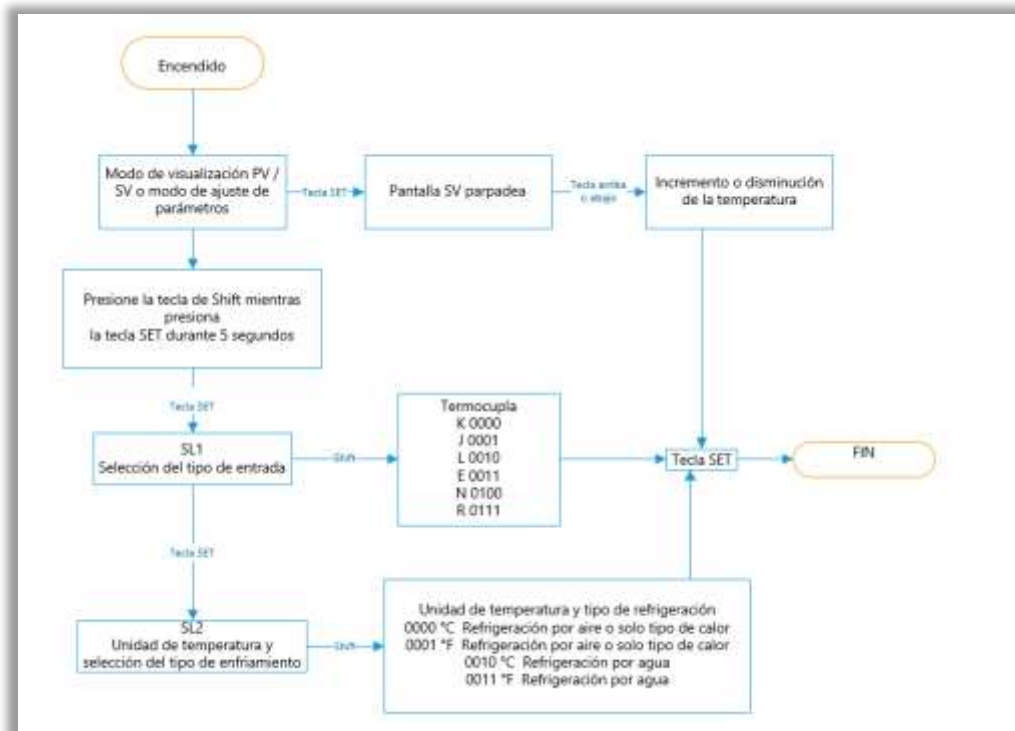 Encendido
Modo de visualización PV /
SV o modo de ajuste de
parámetros
Tecla SET
Pantalla SV parpadea
Tecla arriba
o abajo
Incremento o disminución
de la temperatura
Presione la tecla de Shift mientras
presiona
la tecla SET durante 5 segundos
Tecla SET
SL1
Selección del tipo de entrada
Shift
Termocupla
K 0000
J 0001
L 0010
E 0011
N 0100
R 0111
Tecla SET
FIN
Tecla SET
SL2
Unidad de temperatura y
selección del tipo de enfriamiento
Shift
Unidad de temperatura y tipo de refrigeración
0000 °C Refrigeración por aire o solo tipo de calor
0001 °F Refrigeración por aire o solo tipo de calor
0010 °C Refrigeración por agua
0011 °F Refrigeración por agua